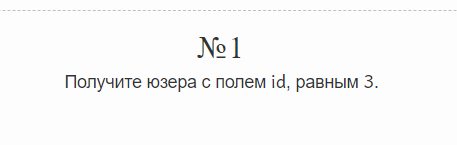 №1
Получите юзера с полем id, равным 3.